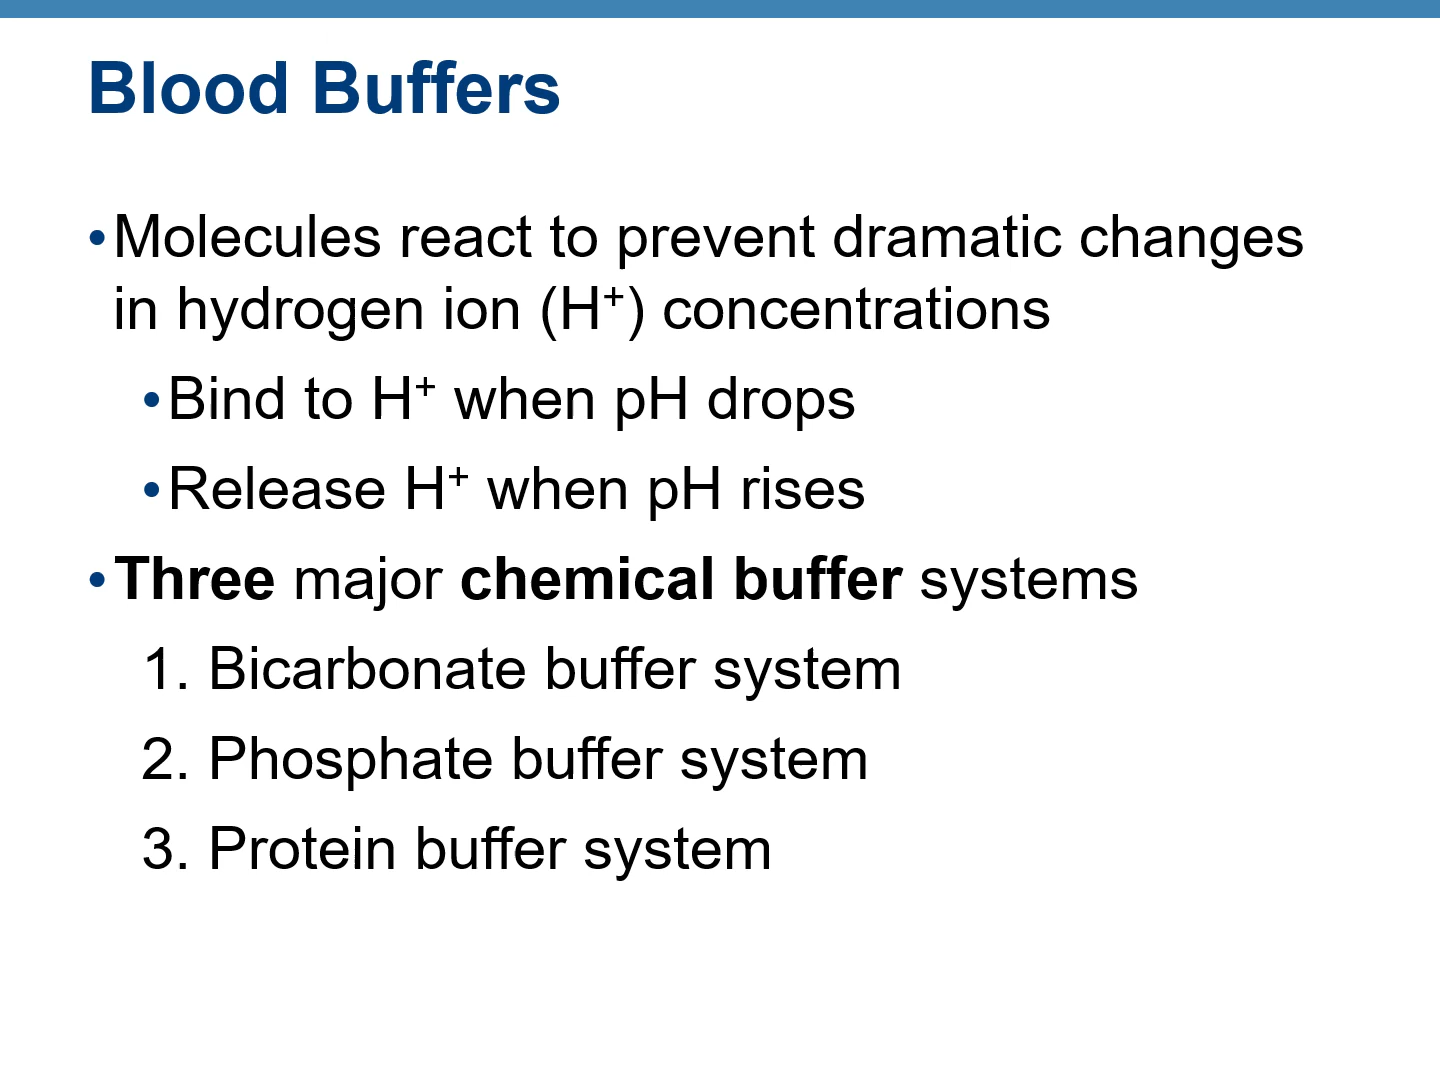 Blood Buffers
•Molecules react to prevent dramatic changes
in hydrogen ion (H⁺) concentrations
•Bind to H⁺ when pH drops
•Release H⁺ when pH rises
•Three major chemical buffer systems
1. Bicarbonate buffer system
2. Phosphate buffer system
3. Protein buffer system